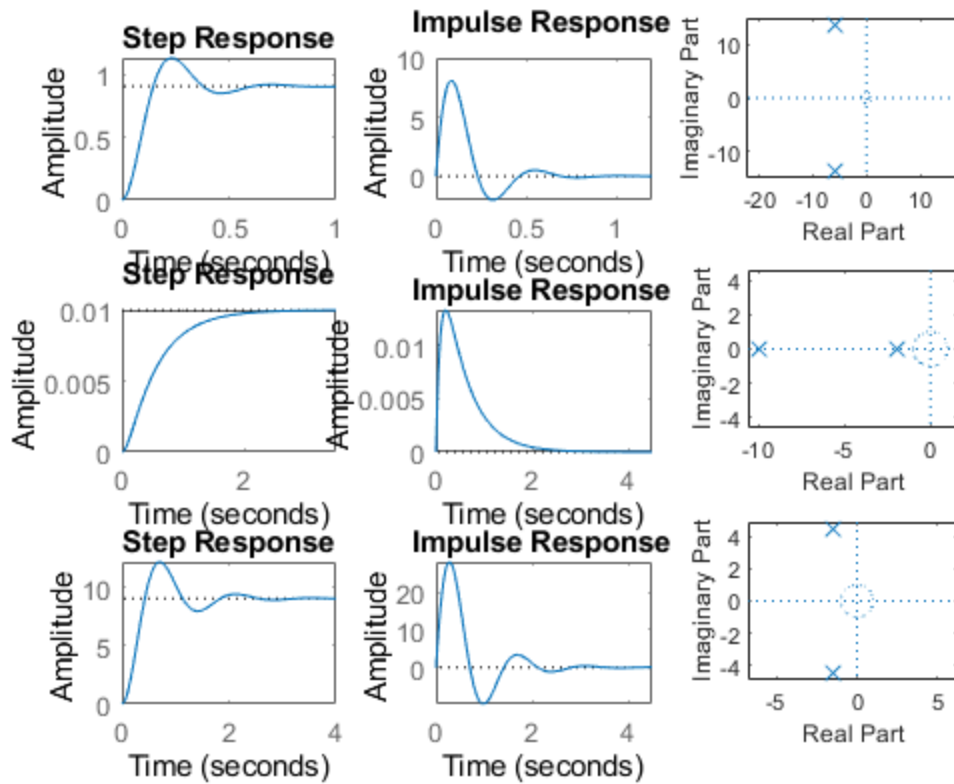 Step Response
Amplitude
1
0.5
0
0
0.5
1
Time (seconds)
Impulse Response
Amplitude
10
5
0
0
0.5
1
Time (seconds)
Imaginary Part
10
0
-10
-20
-10
0
10
Real Part
Step Response
Amplitude
0.01
0.005
0
0
2
Time (seconds)
Impulse Response
Amplitude
0.01
0.005
0
0
2
4
Time (seconds)
Imaginary Part
4
2
0
-2
-4
-10
-5
0
Real Part
Step Response
Amplitude
10
5
0
0
2
4
Time (seconds)
Impulse Response
Amplitude
20
10
0
0
2
4
Time (seconds)
Imaginary Part
4
2
0
-2
-4
-5
0
5
Real Part